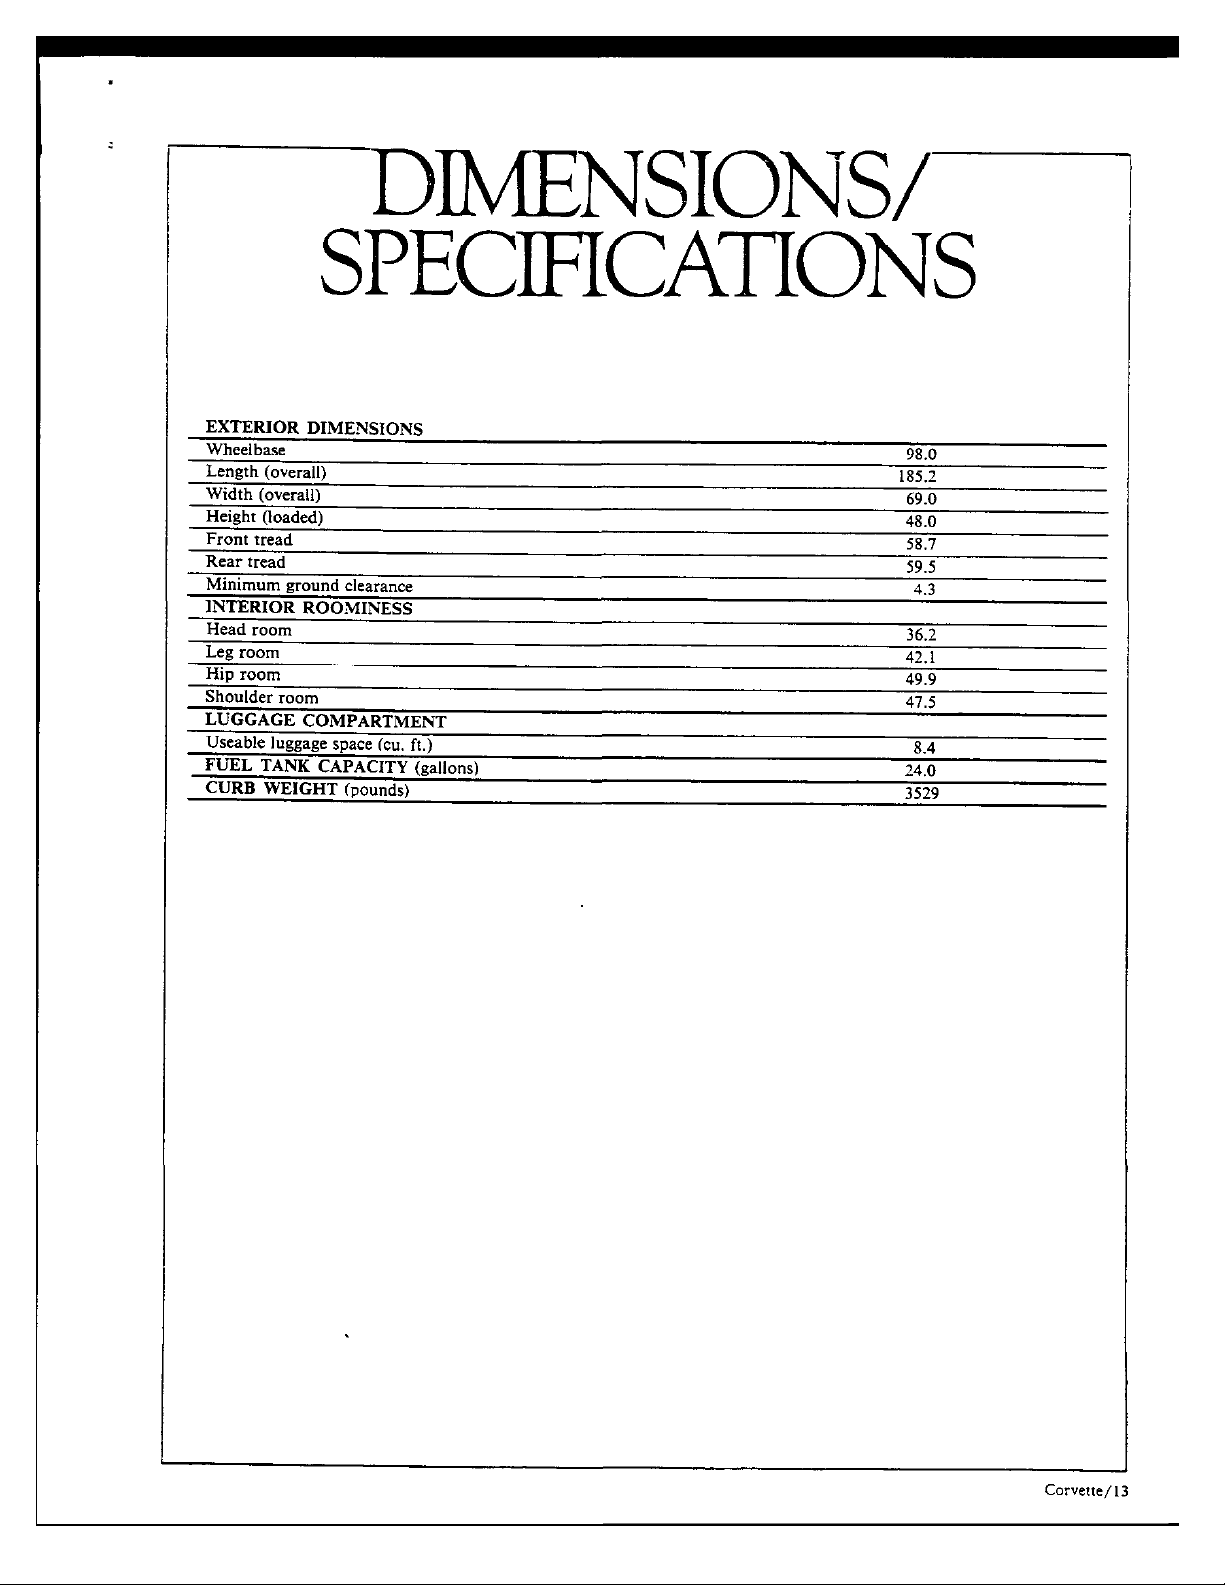 DIMENSIONS/
SPECIFICATIONS
EXTERIOR DIMENSIONS
Wheelbase 98.0
Length (overall) 185.2
Width (overall) 69.0
Height (loaded) 48.0
Front tread 58.7
Rear tread 59.5
Minimum ground clearance 4.3
INTERIOR ROOMINESS
Head room 36.2
Leg room 42.1
Hip room 49.9
Shoulder room 47.5
LUGGAGE COMPARTMENT
Useable luggage space (cu. ft.) 8.4
FUEL TANK CAPACITY (gallons) 24.0
CURB WEIGHT (pounds) 3529
Corvette/13